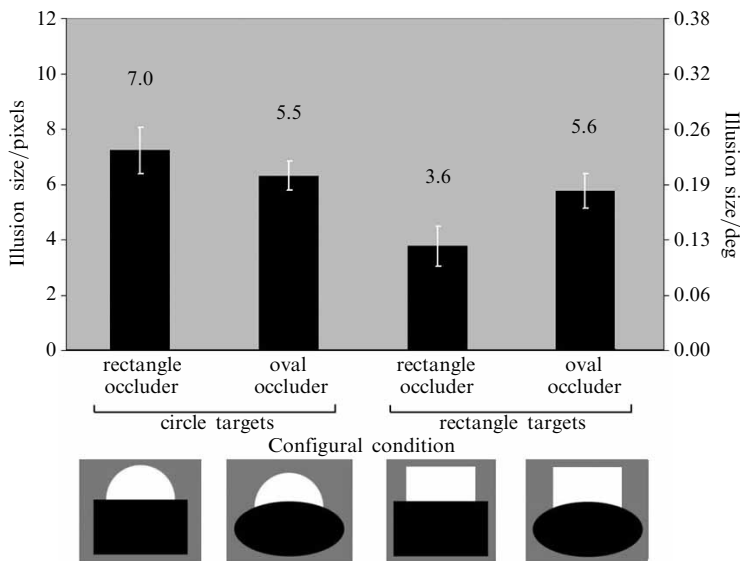 Illusion size/pixels
12
10
8
6
4
2
0
7.0
5.5
3.6
5.6
0.38
0.32
0.26
0.19
0.13
0.06
0.00
Illusion size/deg
rectangle occluder
oval occluder
rectangle occluder
oval occluder
circle targets
rectangle targets
Configural condition